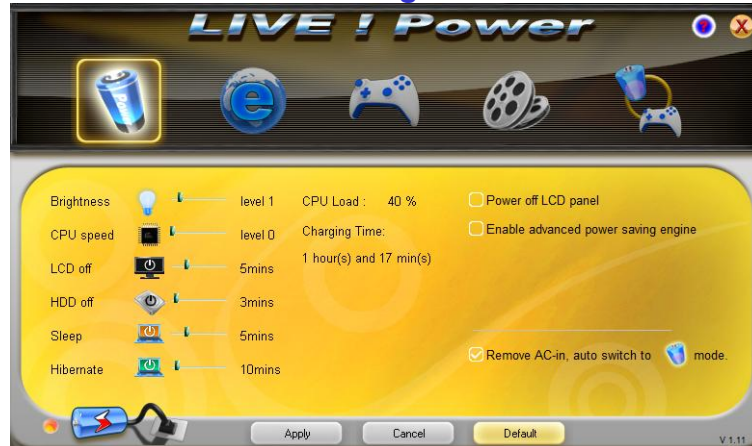 LIVE ! Power
Brightness level 1
CPU speed level 0
LCD off 5mins
HDD off 3mins
Sleep 5mins
Hibernate 10mins
CPU Load : 40 %
Charging Time:
1 hour(s) and 17 min(s)
Power off LCD panel
Enable advanced power saving engine
Remove AC-in, auto switch to mode.
Apply Cancel Default
V 1.11